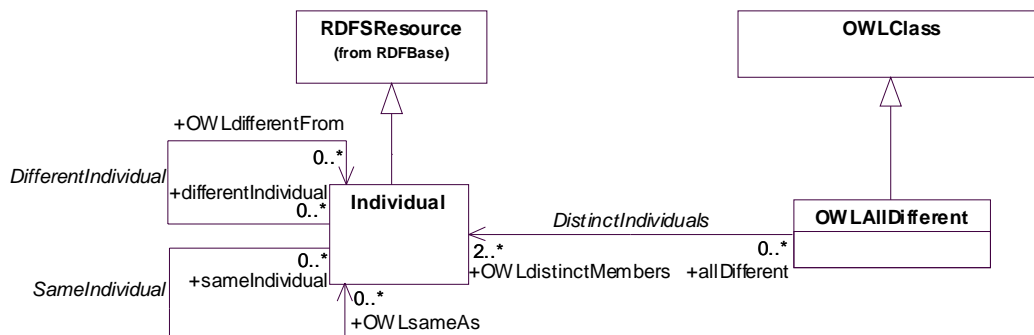 RDFSResource
(from RDFBase)
OWLClass
+OWLdifferentFrom
0..*
DifferentIndividual
+differentIndividual
0..*
Individual
DistinctIndividuals
OWLAllDifferent
2..*
0..*
+OWLdistinctMembers
+allDifferent
0..*
+sameIndividual
SameIndividual
0..*
+OWLsameAs